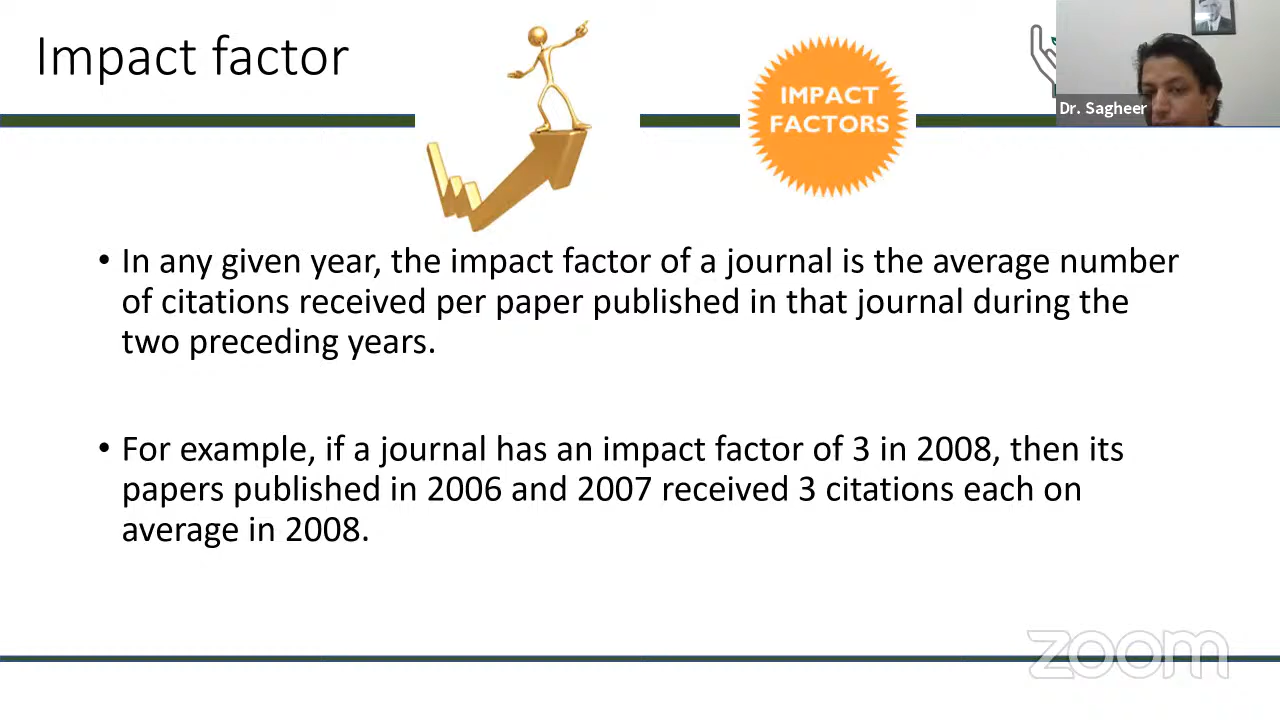 Impact factor
IMPACT
FACTORS
Dr. Sagheer
• In any given year, the impact factor of a journal is the average number
of citations received per paper published in that journal during the
two preceding years.
• For example, if a journal has an impact factor of 3 in 2008, then its
papers published in 2006 and 2007 received 3 citations each on
average in 2008.
zoom